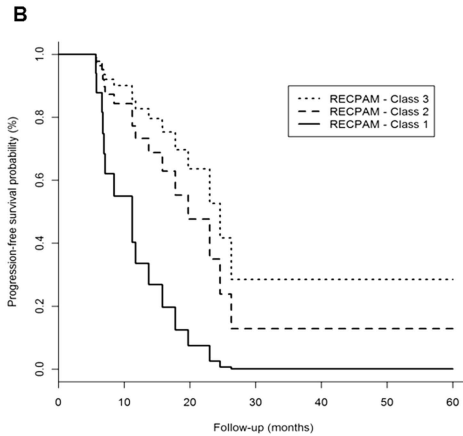 B
Progression-free survival probability (%)
1.0
0.8
0.6
0.4
0.2
0.0
RECPAM - Class 3
RECPAM - Class 2
RECPAM - Class 1
0 10 20 30 40 50 60
Follow-up (months)